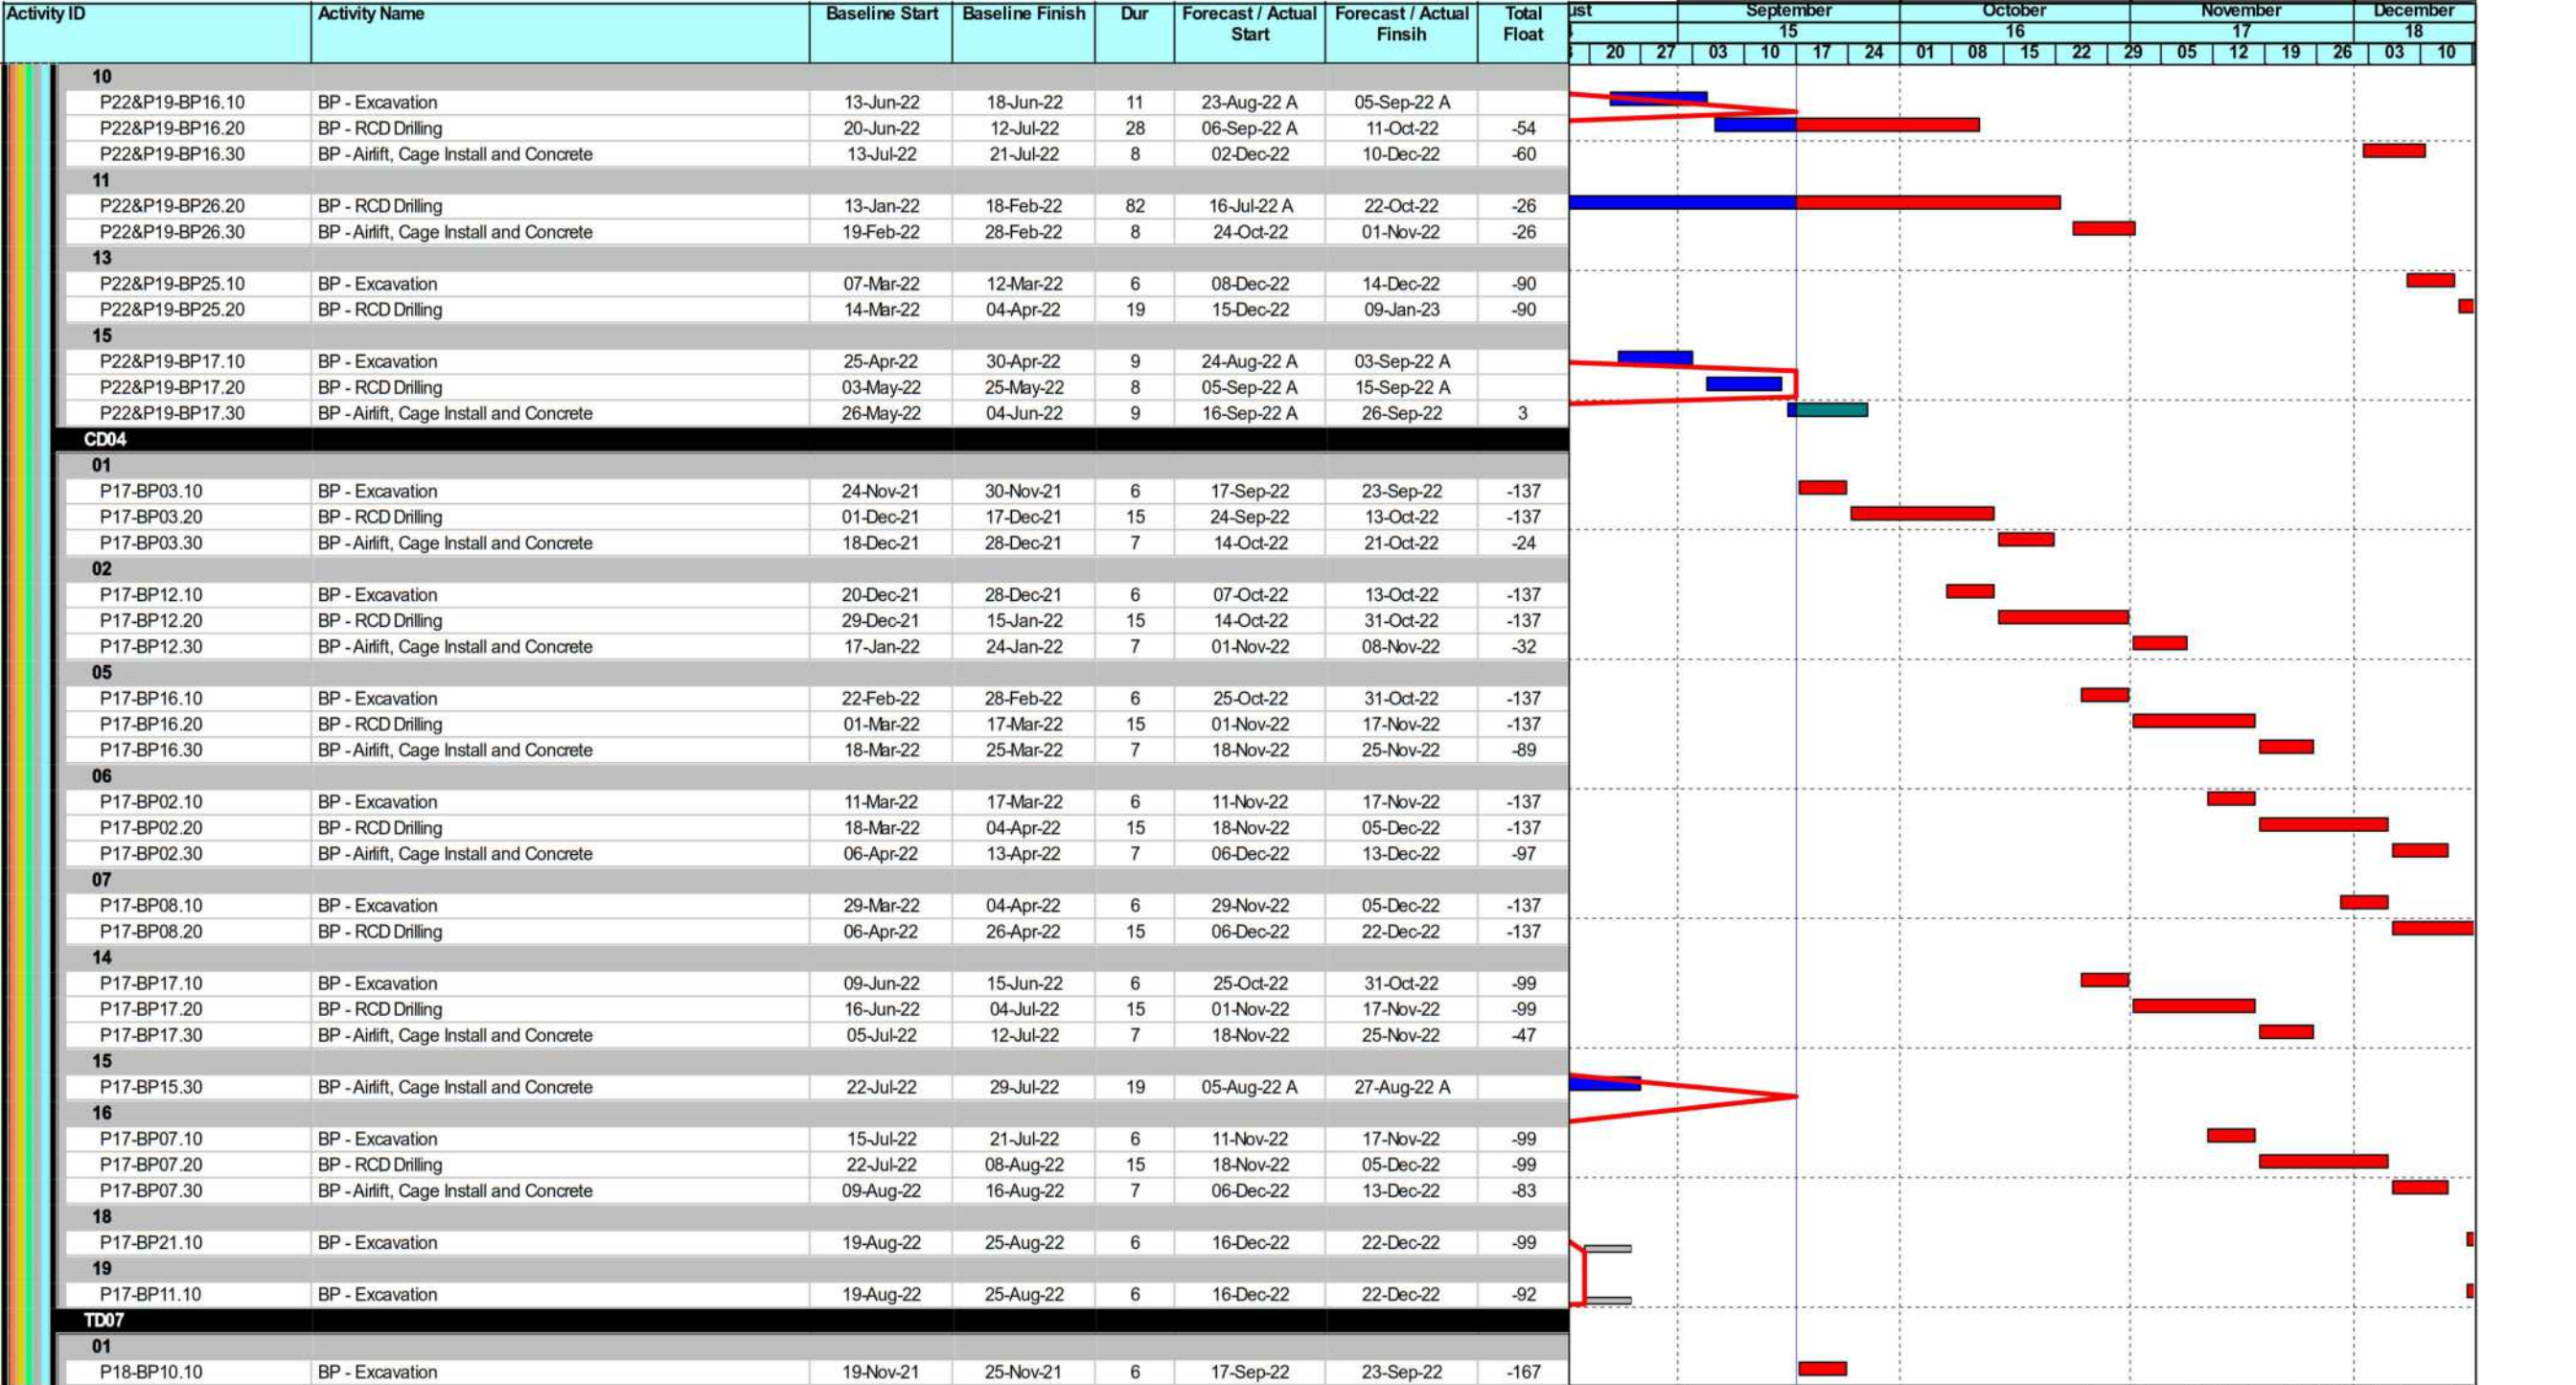 Activity ID Activity Name Baseline Start Baseline Finish Dur Forecast / Actual Start Forecast / Actual Finsih Total Float
ust September October November December
15 16 17 18
20 27 03 10 17 24 01 08 15 22 29 05 12 19 26 03 10
10
P22&P19-BP16.10 BP - Excavation 13-Jun-22 18-Jun-22 11 23-Aug-22 A 05-Sep-22 A
P22&P19-BP16.20 BP - RCD Drilling 20-Jun-22 12-Jul-22 28 06-Sep-22 A 11-Oct-22 -54
P22&P19-BP16.30 BP - Airlift, Cage Install and Concrete 13-Jul-22 21-Jul-22 8 02-Dec-22 10-Dec-22 -60
11
P22&P19-BP26.20 BP - RCD Drilling 13-Jan-22 18-Feb-22 82 16-Jul-22 A 22-Oct-22 -26
P22&P19-BP26.30 BP - Airlift, Cage Install and Concrete 19-Feb-22 28-Feb-22 8 24-Oct-22 01-Nov-22 -26
13
P22&P19-BP25.10 BP - Excavation 07-Mar-22 12-Mar-22 6 08-Dec-22 14-Dec-22 -90
P22&P19-BP25.20 BP - RCD Drilling 14-Mar-22 04-Apr-22 19 15-Dec-22 09-Jan-23 -90
15
P22&P19-BP17.10 BP - Excavation 25-Apr-22 30-Apr-22 9 24-Aug-22 A 03-Sep-22 A
P22&P19-BP17.20 BP - RCD Drilling 03-May-22 25-May-22 8 05-Sep-22 A 15-Sep-22 A
P22&P19-BP17.30 BP - Airlift, Cage Install and Concrete 26-May-22 04-Jun-22 9 16-Sep-22 A 26-Sep-22 3
CD04
01
P17-BP03.10 BP - Excavation 24-Nov-21 30-Nov-21 6 17-Sep-22 23-Sep-22 -137
P17-BP03.20 BP - RCD Drilling 01-Dec-21 17-Dec-21 15 24-Sep-22 13-Oct-22 -137
P17-BP03.30 BP - Airlift, Cage Install and Concrete 18-Dec-21 28-Dec-21 7 14-Oct-22 21-Oct-22 -24
02
P17-BP12.10 BP - Excavation 20-Dec-21 28-Dec-21 6 07-Oct-22 13-Oct-22 -137
P17-BP12.20 BP - RCD Drilling 29-Dec-21 15-Jan-22 15 14-Oct-22 31-Oct-22 -137
P17-BP12.30 BP - Airlift, Cage Install and Concrete 17-Jan-22 24-Jan-22 7 01-Nov-22 08-Nov-22 -32
05
P17-BP16.10 BP - Excavation 22-Feb-22 28-Feb-22 6 25-Oct-22 31-Oct-22 -137
P17-BP16.20 BP - RCD Drilling 01-Mar-22 17-Mar-22 15 01-Nov-22 17-Nov-22 -137
P17-BP16.30 BP - Airlift, Cage Install and Concrete 18-Mar-22 25-Mar-22 7 18-Nov-22 25-Nov-22 -89
06
P17-BP02.10 BP - Excavation 11-Mar-22 17-Mar-22 6 11-Nov-22 17-Nov-22 -137
P17-BP02.20 BP - RCD Drilling 18-Mar-22 04-Apr-22 15 18-Nov-22 05-Dec-22 -137
P17-BP02.30 BP - Airlift, Cage Install and Concrete 06-Apr-22 13-Apr-22 7 06-Dec-22 13-Dec-22 -97
07
P17-BP08.10 BP - Excavation 29-Mar-22 04-Apr-22 6 29-Nov-22 05-Dec-22 -137
P17-BP08.20 BP - RCD Drilling 06-Apr-22 26-Apr-22 15 06-Dec-22 22-Dec-22 -137
14
P17-BP17.10 BP - Excavation 09-Jun-22 15-Jun-22 6 25-Oct-22 31-Oct-22 -99
P17-BP17.20 BP - RCD Drilling 16-Jun-22 04-Jul-22 15 01-Nov-22 17-Nov-22 -99
P17-BP17.30 BP - Airlift, Cage Install and Concrete 05-Jul-22 12-Jul-22 7 18-Nov-22 25-Nov-22 -47
15
P17-BP15.30 BP - Airlift, Cage Install and Concrete 22-Jul-22 29-Jul-22 19 05-Aug-22 A 27-Aug-22 A
16
P17-BP07.10 BP - Excavation 15-Jul-22 21-Jul-22 6 11-Nov-22 17-Nov-22 -99
P17-BP07.20 BP - RCD Drilling 22-Jul-22 08-Aug-22 15 18-Nov-22 05-Dec-22 -99
P17-BP07.30 BP - Airlift, Cage Install and Concrete 09-Aug-22 16-Aug-22 7 06-Dec-22 13-Dec-22 -83
18
P17-BP21.10 BP - Excavation 19-Aug-22 25-Aug-22 6 16-Dec-22 22-Dec-22 -99
19
P17-BP11.10 BP - Excavation 19-Aug-22 25-Aug-22 6 16-Dec-22 22-Dec-22 -92
TD07
01
P18-BP10.10 BP - Excavation 19-Nov-21 25-Nov-21 6 17-Sep-22 23-Sep-22 -167